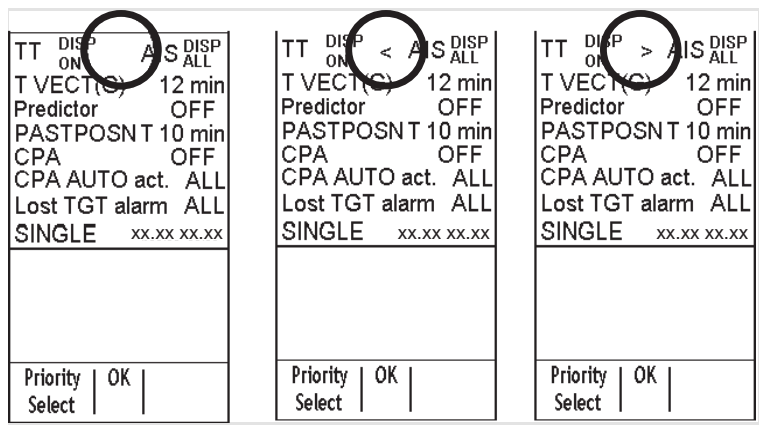 TT DISP ON AIS DISP ALL
T VECT(G) 12 min
Predictor OFF
PASTPOSN T 10 min
CPA OFF
CPA AUTO act. ALL
Lost TGT alarm ALL
SINGLE xx.xx xx.xx
Priority Select OK
TT DISP ON < AIS DISP ALL
T VECT(G) 12 min
Predictor OFF
PASTPOSN T 10 min
CPA OFF
CPA AUTO act. ALL
Lost TGT alarm ALL
SINGLE xx.xx xx.xx
Priority Select OK
TT DISP ON > AIS DISP ALL
T VECT(G) 12 min
Predictor OFF
PASTPOSN T 10 min
CPA OFF
CPA AUTO act. ALL
Lost TGT alarm ALL
SINGLE xx.xx xx.xx
Priority Select OK